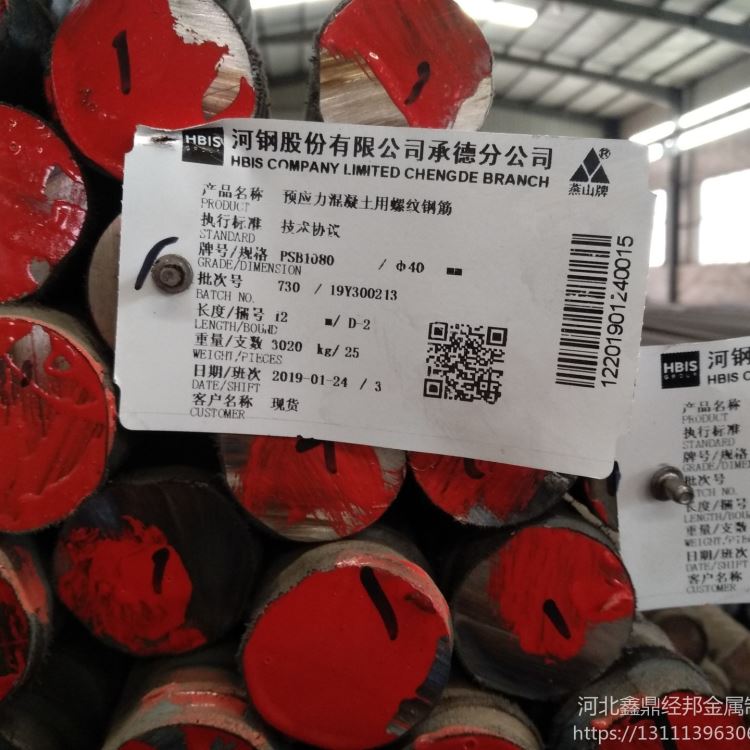 HBIS
河钢股份有限公司承德分公司
HBIS COMPANY LIMITED CHENGDE BRANCH
燕山牌
产品名称 预应力混凝土用螺纹钢筋
PRODUCT
执行标准 技术协议
STANDARD
牌号/规格 PSB1080 / Φ40 mm
GRADE/DIMENSION
批次号 730 / 19Y300213
BATCH NO.
长度/捆号 12 m/ D-2
LENGTH/BOUND
重量/支数 3020 kg/ 25
WEIGHT/PIECES
日期/班次 2019-01-24 / 3
DATE/SHIFT
客户名称 现货
CUSTOMER
12201901240015
HBIS
GROUP
河钢
HBIS C
产品名称
PRODUCT
执行标准
STANDARD
牌号/规格
GRADE/DIME
批次号
BATCH NO.
长度/捆号
LENGTH/BOU
重量/支数
WEIGHT/PIE
日期/班次
DATE/SHIFT
客户名称
CUSTOMER
河北鑫鼎经邦金属制
https://1311139630